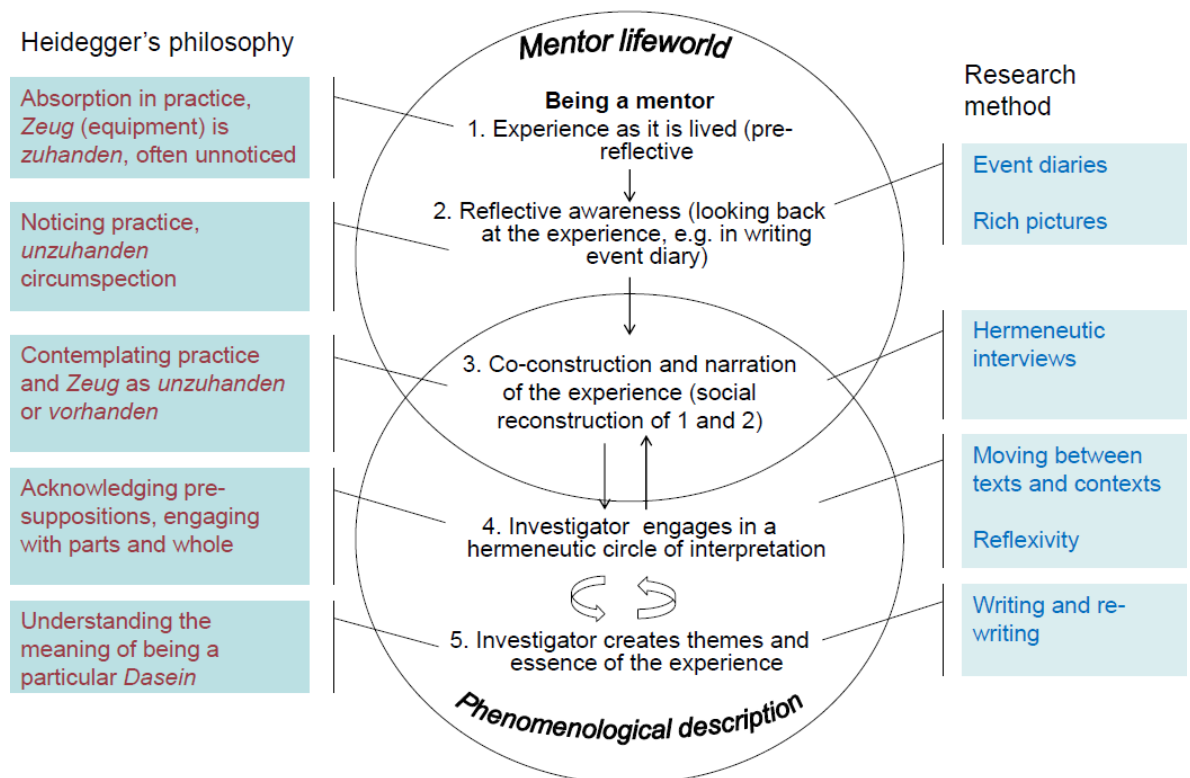 Heidegger's philosophy
Absorption in practice,
Zeug (equipment) is
zuhanden, often unnoticed
Noticing practice,
unzuhanden
circumspection
Contemplating practice
and Zeug as unzuhanden
or vorhanden
Acknowledging pre-
suppositions, engaging
with parts and whole
Understanding the
meaning of being a
particular Dasein
Mentor lifeworld
Being a mentor
1. Experience as it is lived (pre-
reflective
2. Reflective awareness (looking back
at the experience, e.g. in writing
event diary)
3. Co-construction and narration
of the experience (social
reconstruction of 1 and 2)
4. Investigator engages in a
hermeneutic circle of interpretation
5. Investigator creates themes and
essence of the experience
Phenomenological description
Research
method
Event diaries
Rich pictures
Hermeneutic
interviews
Moving between
texts and contexts
Reflexivity
Writing and re-
writing